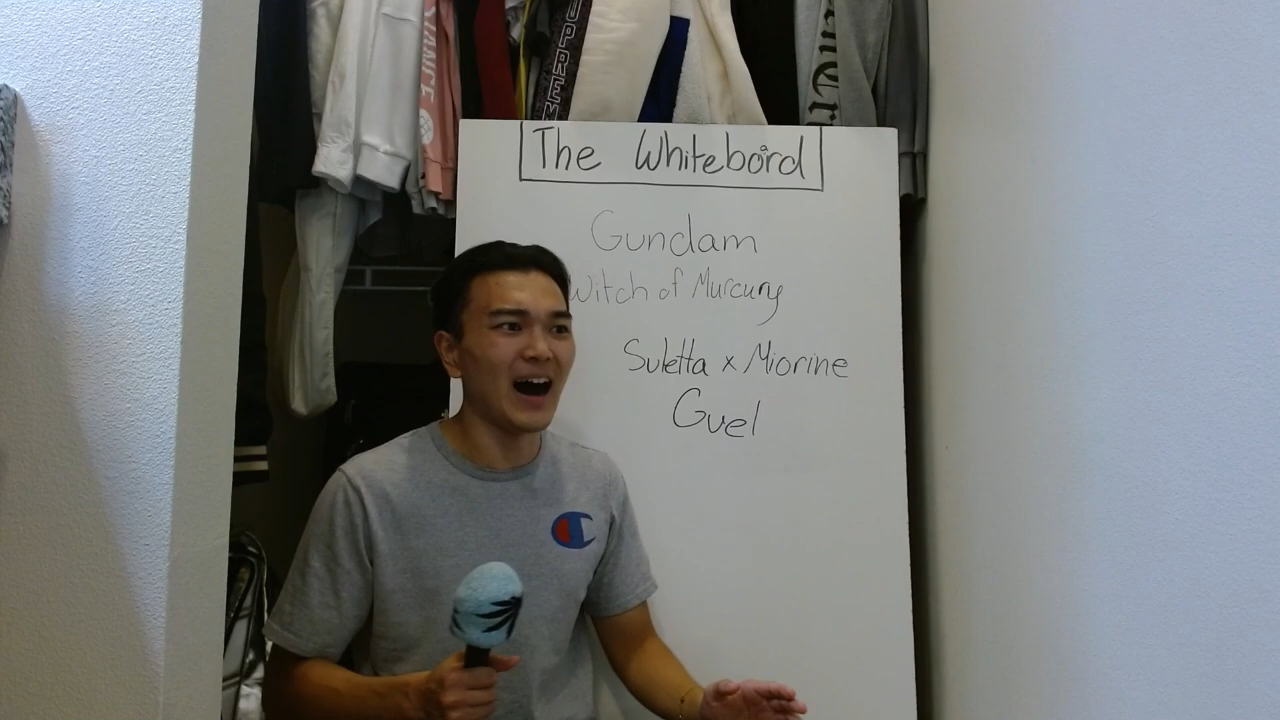 The Whitebord
Gundam
Witch of Murcury
Suletta x Miorine
Guel